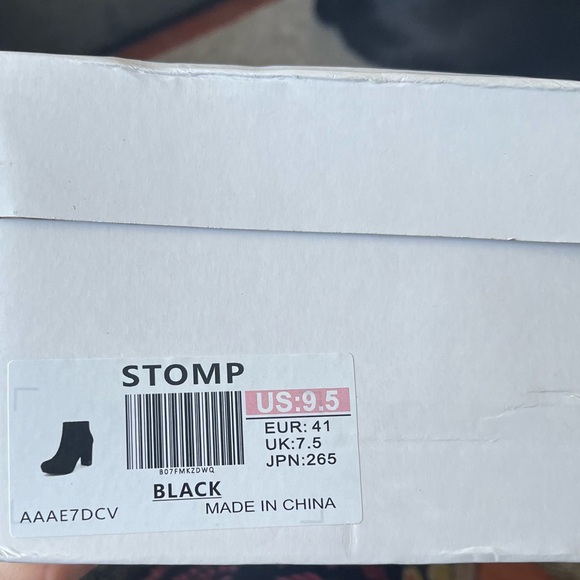 STOMP
US:9.5
EUR: 41
UK:7.5
JPN:265
B07FMKZDWQ
BLACK
AAAE7DCV
MADE IN CHINA